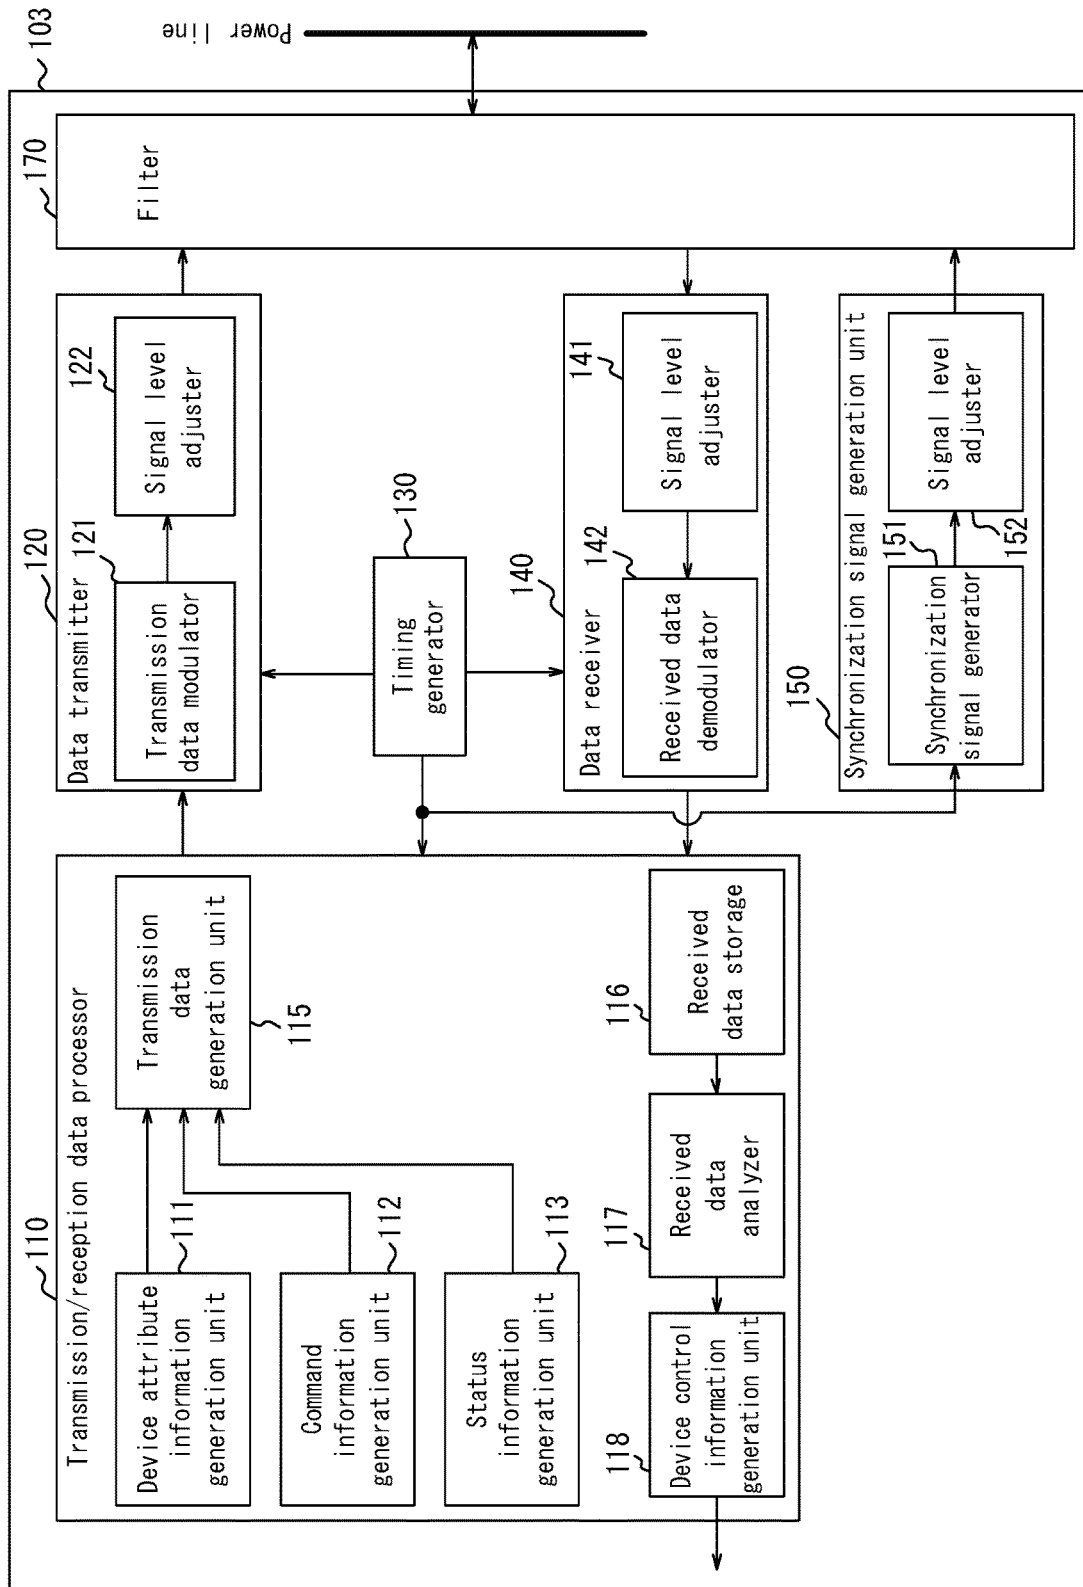 103
110
Transmission/reception data processor
Device attribute
information
generation unit
111
Command
information
generation unit
112
Status
information
generation unit
113
Transmission
data
generation unit
115
Received
data storage
116
Received
data
analyzer
117
Device control
information
generation unit
118
120
Data transmitter
121
Transmission
data modulator
122
Signal level
adjuster
130
Timing
generator
140
Data receiver
142
Received data
demodulator
141
Signal level
adjuster
150
Synchronization signal generation unit
Synchronization
signal generator
151
Signal level
adjuster
152
170
Filter
Power line